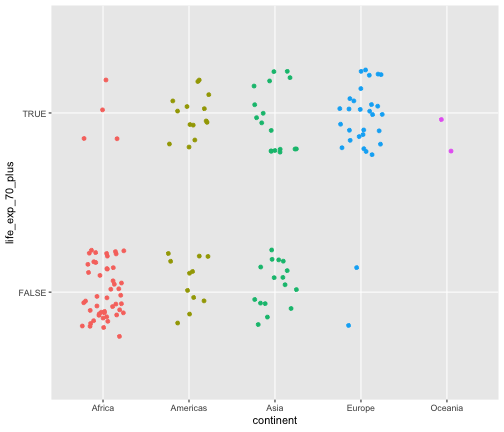 life_exp_70_plus
TRUE
FALSE
Africa Americas Asia Europe Oceania
continent